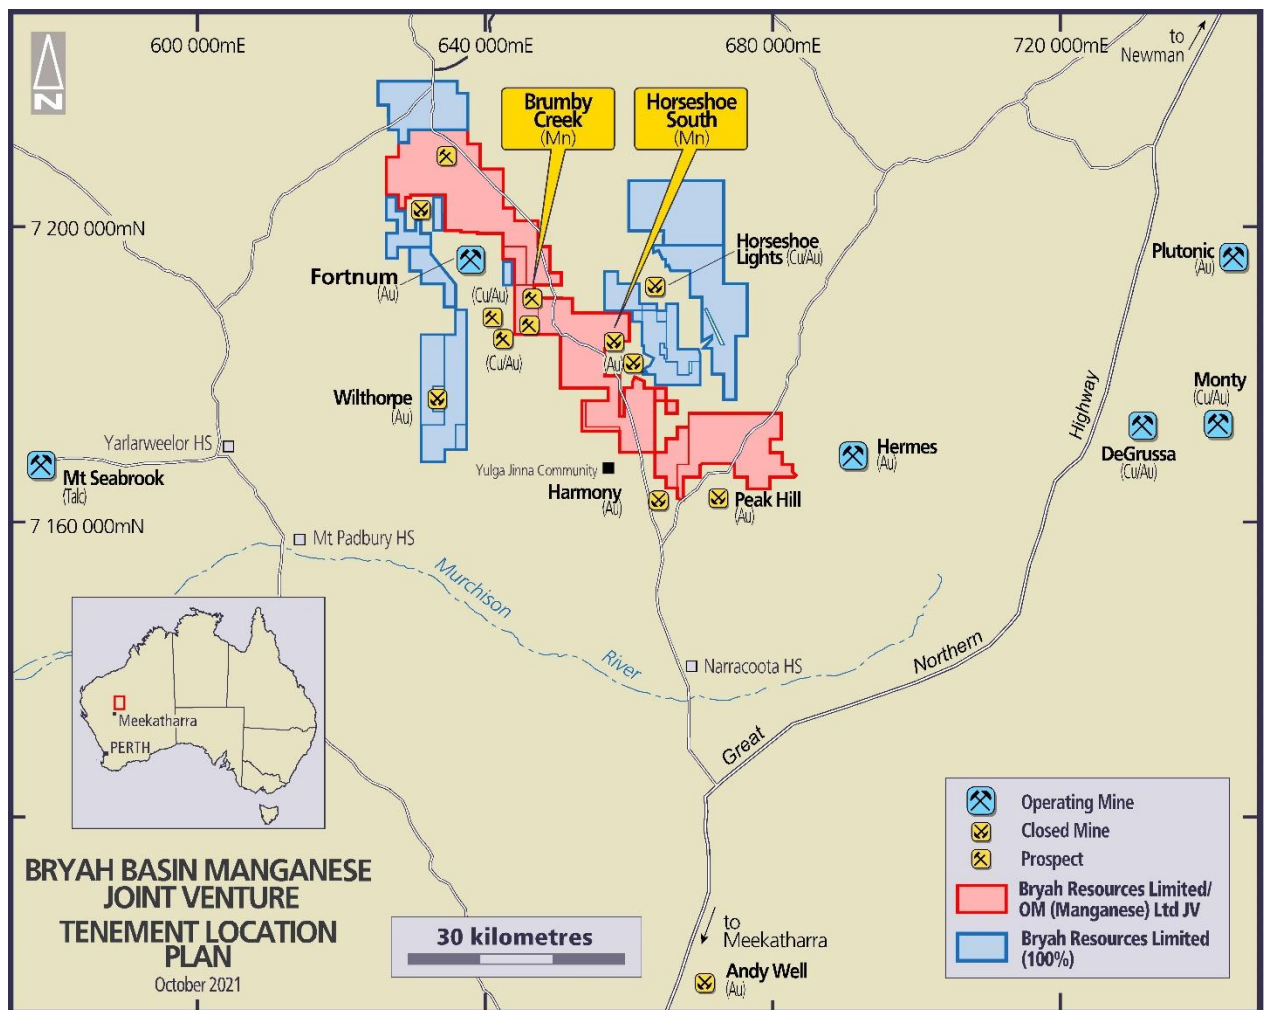 600 000mE
640 000mE
680 000mE
720 000mE
to
Newman
N
Brumby
Creek
(Mn)
Horseshoe
South
(Mn)
7 200 000mN
Horseshoe
Lights (Cu/Au)
Plutonic
(Au)
Fortnum
(Au)
(Cu/Au)
(Cu/Au)
(Au)
Wilthorpe
(Au)
Highway
Monty
(Cu/Au)
DeGrussa
(Cu/Au)
Yarlarweelor HS
Mt Seabrook
(Talc)
Yulga Jinna Community
Harmony
(Au)
Hermes
(Au)
Peak Hill
(Au)
7 160 000mN
Mt Padbury HS
Murchison
River
Narracoota HS
Northern
Great
Meekatharra
PERTH
BRYAH BASIN MANGANESE
JOINT VENTURE
TENEMENT LOCATION
PLAN
October 2021
30 kilometres
to
Meekatharra
Andy Well
(Au)
Operating Mine
Closed Mine
Prospect
Bryah Resources Limited/
OM (Manganese) Ltd JV
Bryah Resources Limited
(100%)